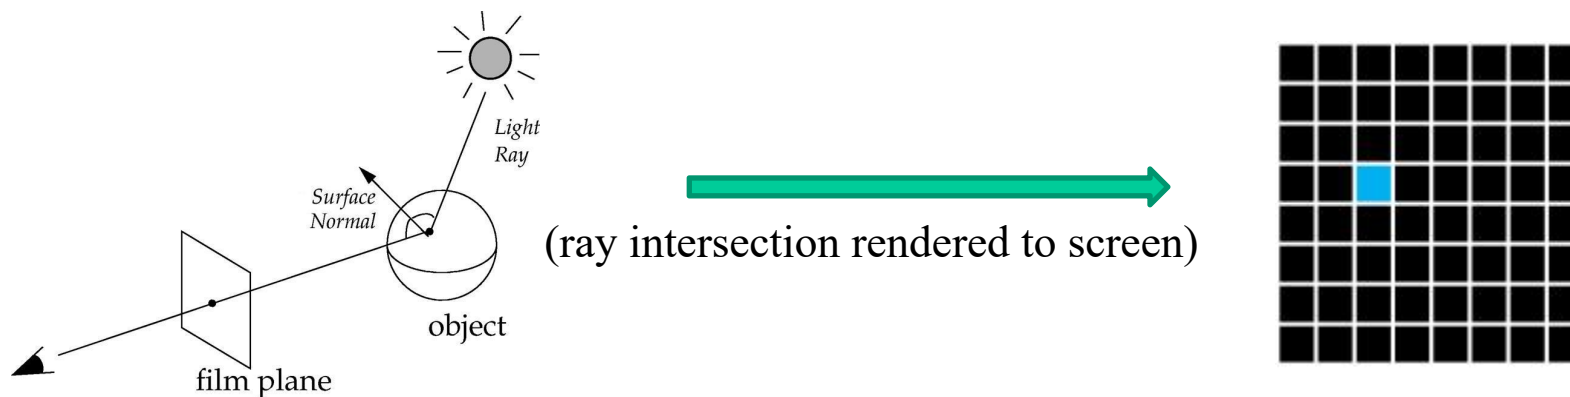 Light
Ray
Surface
Normal
(ray intersection rendered to screen)
object
film plane